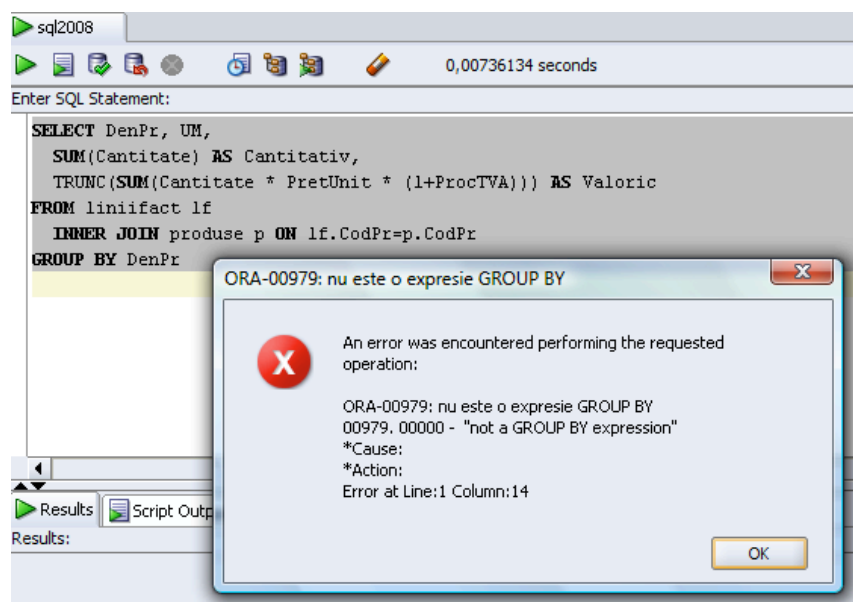 sql2008
0,00736134 seconds
Enter SQL Statement:
SELECT DenPr, UM,
SUM(Cantitate) AS Cantitativ,
TRUNC(SUM(Cantitate * PretUnit * (1+ProcTVA))) AS Valoric
FROM liniifact lf
INNER JOIN produse p ON lf.CodPr=p.CodPr
GROUP BY DenPr
ORA-00979: nu este o expresie GROUP BY
An error was encountered performing the requested
operation:
ORA-00979: nu este o expresie GROUP BY
00979. 00000 - "not a GROUP BY expression"
*Cause:
*Action:
Error at Line:1 Column:14
OK
Results
Script Outp
Results: